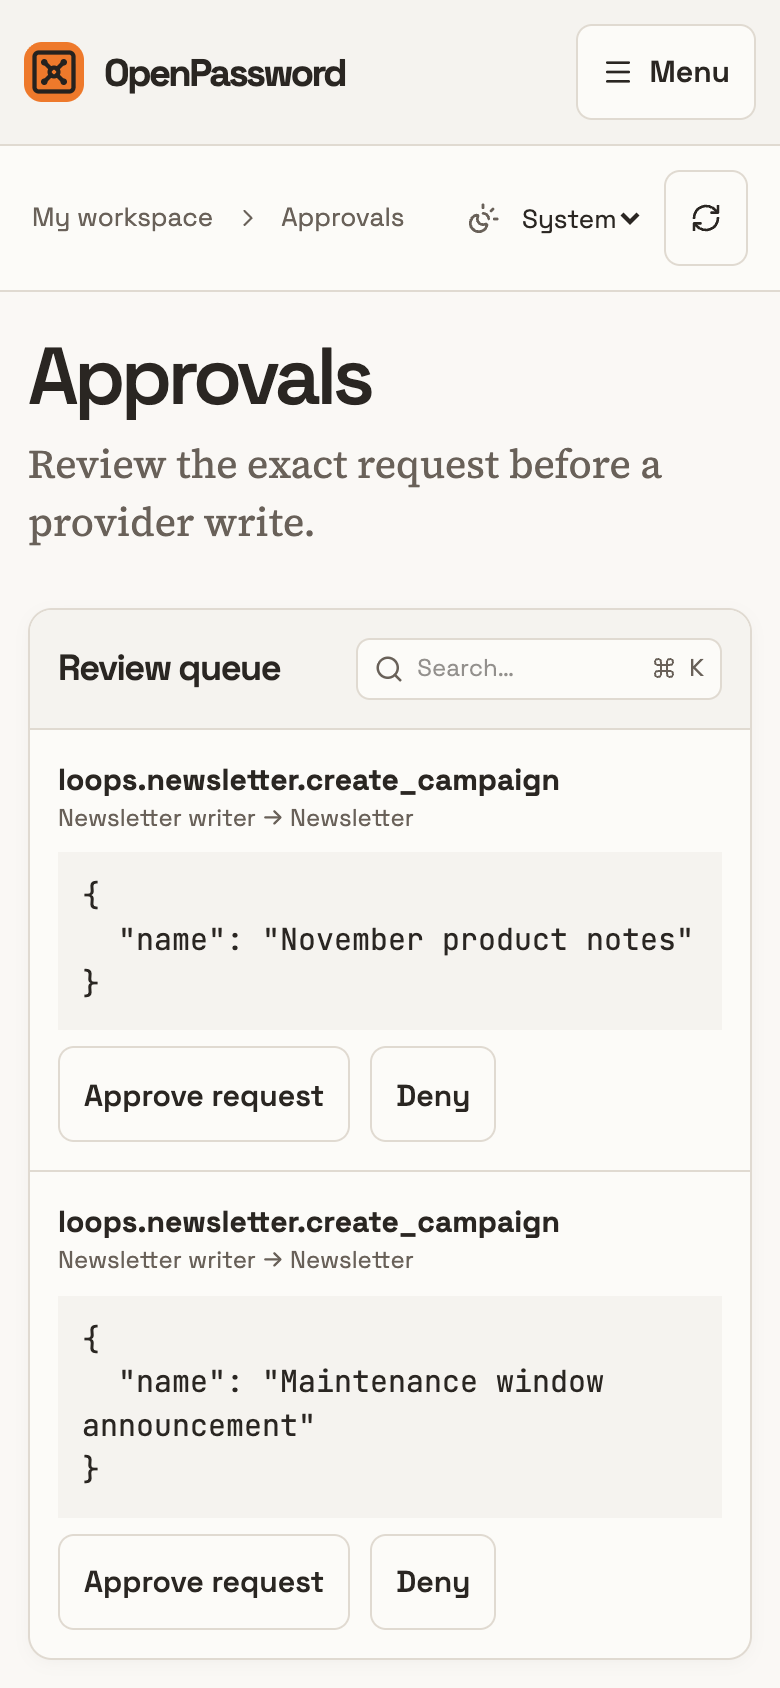 OpenPassword
Menu
My workspace > Approvals
System
Approvals
Review the exact request before a
provider write.
Review queue
Search... ⌘ K
loops.newsletter.create_campaign
Newsletter writer → Newsletter
{
  "name": "November product notes"
}
Approve request
Deny
loops.newsletter.create_campaign
Newsletter writer → Newsletter
{
  "name": "Maintenance window
announcement"
}
Approve request
Deny